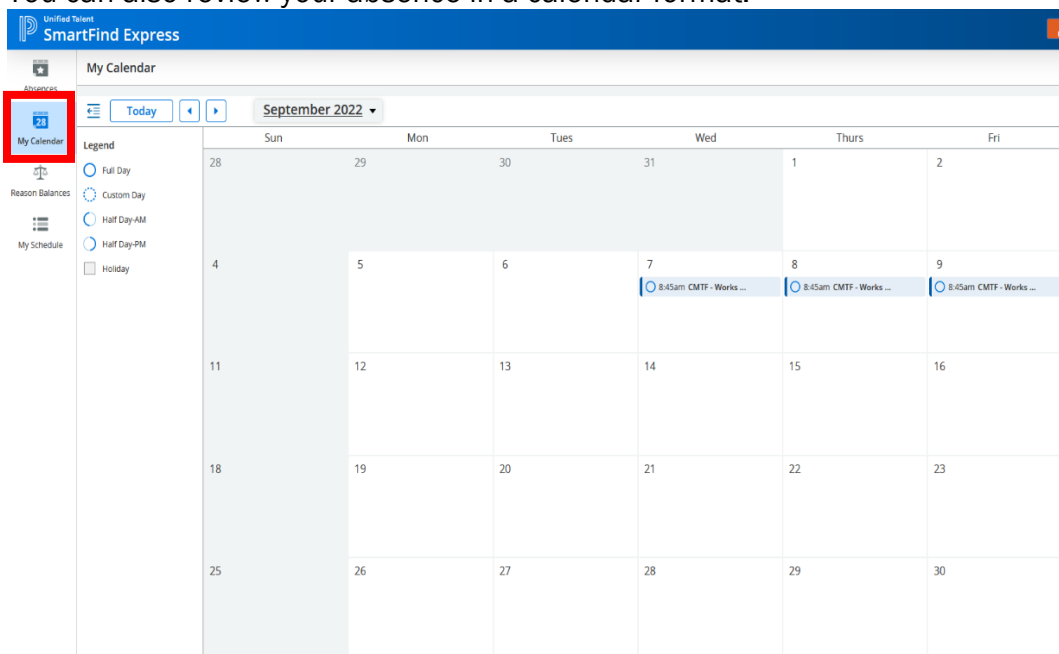 You can also review your absence in a calendar format.
Unified Talent
SmartFind Express
Absences
28
My Calendar
Reason Balances
My Schedule
My Calendar
Today
September 2022
Legend
Full Day
Custom Day
Half Day-AM
Half Day-PM
Holiday
Sun Mon Tues Wed Thurs Fri
28 29 30 31 1 2
4 5 6 7 8 9
8:45am CMTF - Works ... 8:45am CMTF - Works ... 8:45am CMTF - Works ...
11 12 13 14 15 16
18 19 20 21 22 23
25 26 27 28 29 30